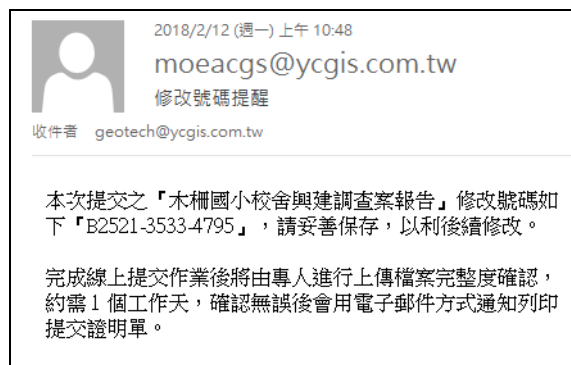 2018/2/12 (週一) 上午 10:48
moeacgs@ycgis.com.tw
修改號碼提醒
收件者 geotech@ycgis.com.tw
本次提交之『木柵國小校舍興建調查案報告』修改號碼如
下『B2521-3533-4795』，請妥善保存，以利後續修改。
完成線上提交作業後將由專人進行上傳檔案完整度確認，
約需 1 個工作天，確認無誤後會用電子郵件方式通知列印
提交證明單。